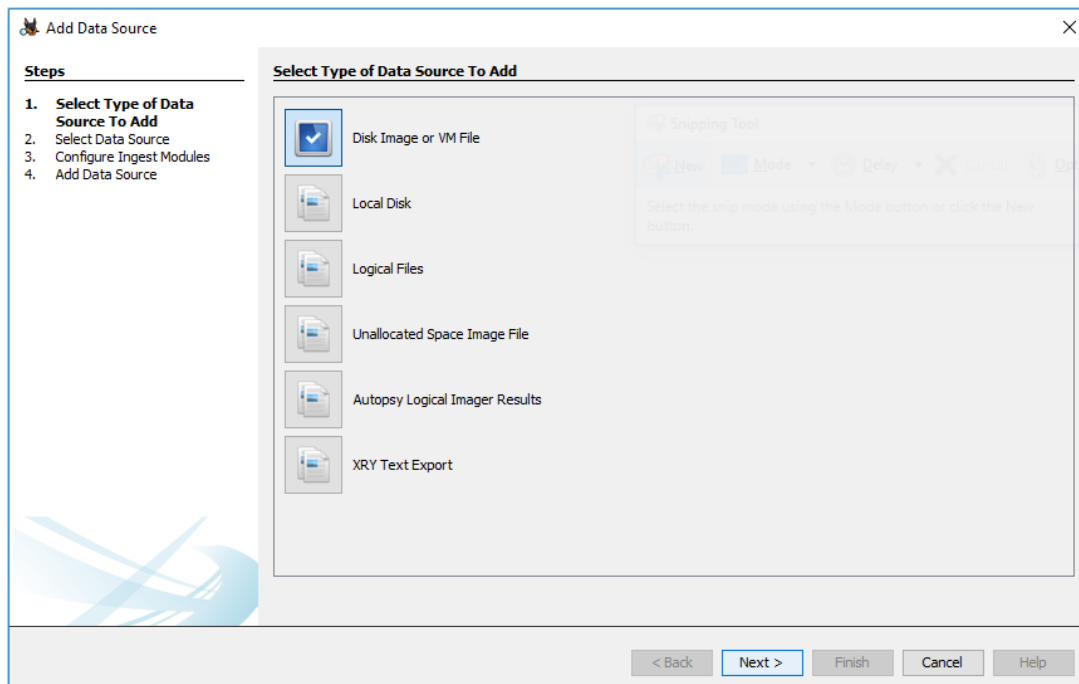 Add Data Source
Steps
1. Select Type of Data
Source To Add
2. Select Data Source
3. Configure Ingest Modules
4. Add Data Source
Select Type of Data Source To Add
Disk Image or VM File
Local Disk
Logical Files
Unallocated Space Image File
Autopsy Logical Imager Results
XRY Text Export
Snipping Tool
New Mode Delay Cancel
Select the snip mode using the Mode button or click the New
button.
< Back Next > Finish Cancel Help